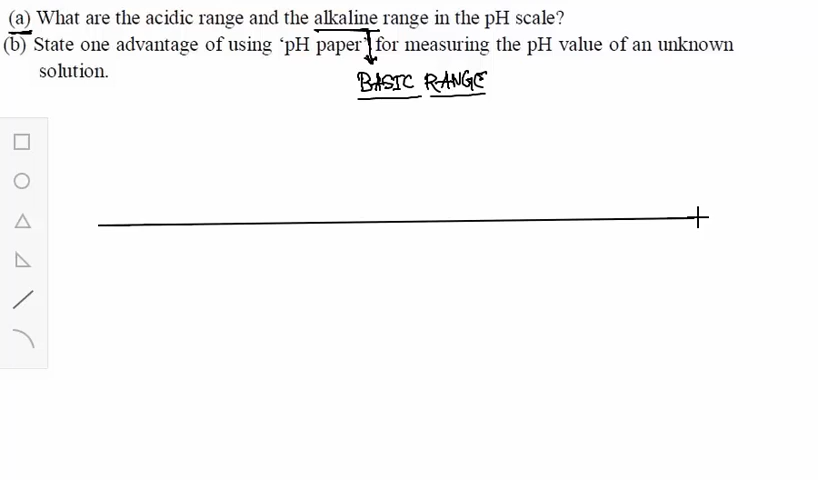 (a) What are the acidic range and the alkaline range in the pH scale?
(b) State one advantage of using ‘pH paper’ for measuring the pH value of an unknown
solution.
BASIC RANGE